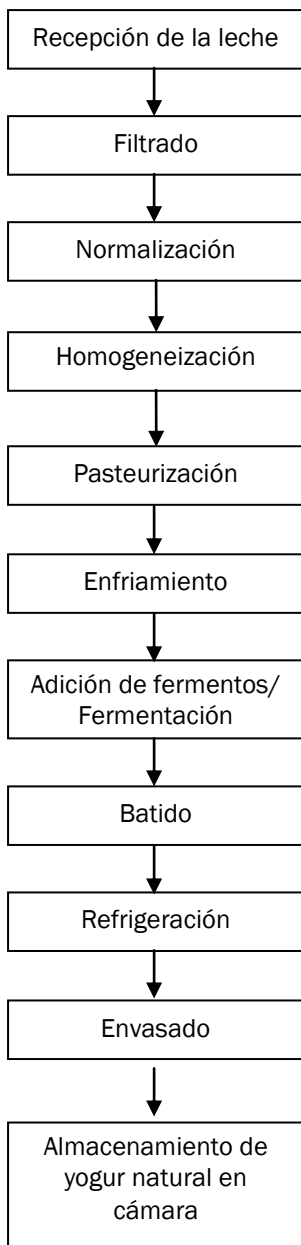 Recepción de la leche
Filtrado
Normalización
Homogeneización
Pasteurización
Enfriamiento
Adición de fermentos/
Fermentación
Batido
Refrigeración
Envasado
Almacenamiento de
yogur natural en
cámara